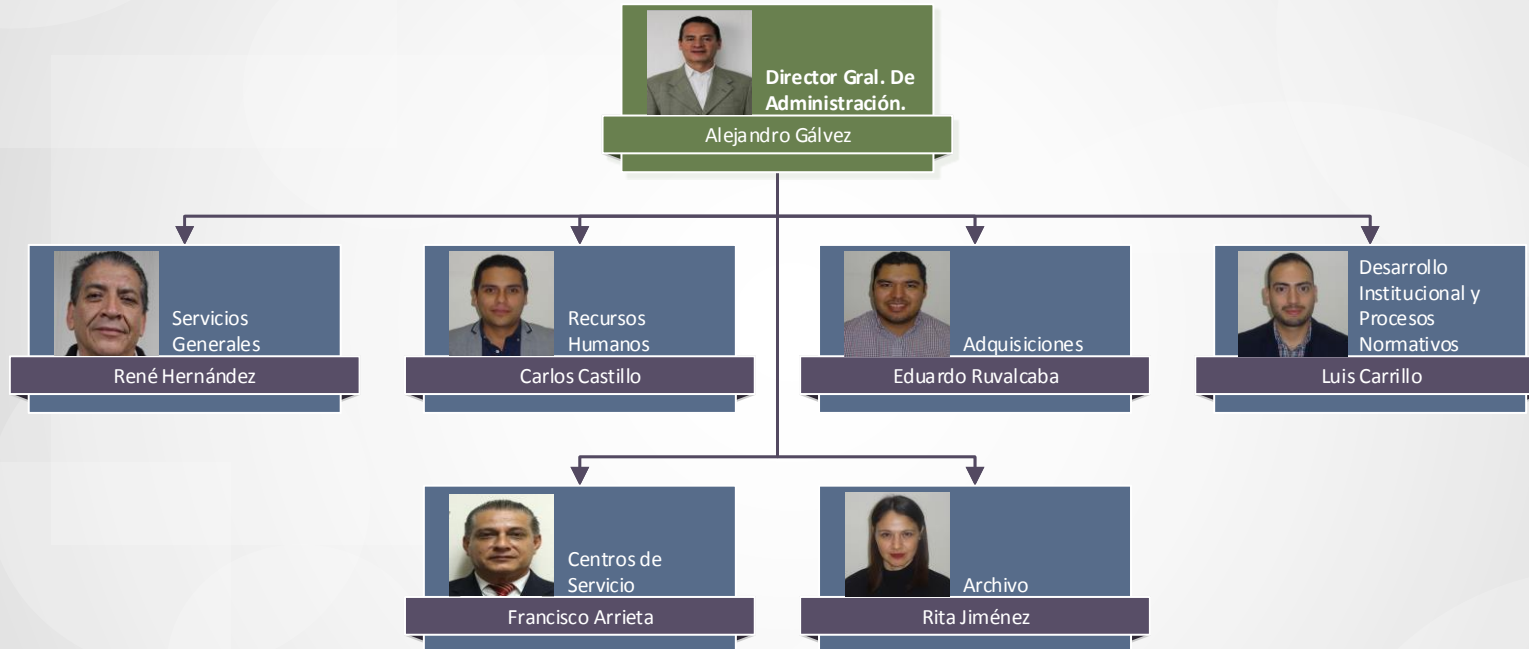 Director Gral. De
Administración.
Alejandro Gálvez
Servicios
Generales
René Hernández
Recursos
Humanos
Carlos Castillo
Adquisiciones
Eduardo Ruvalcaba
Desarrollo
Institucional y
Procesos
Normativos
Luis Carrillo
Centros de
Servicio
Francisco Arrieta
Archivo
Rita Jiménez